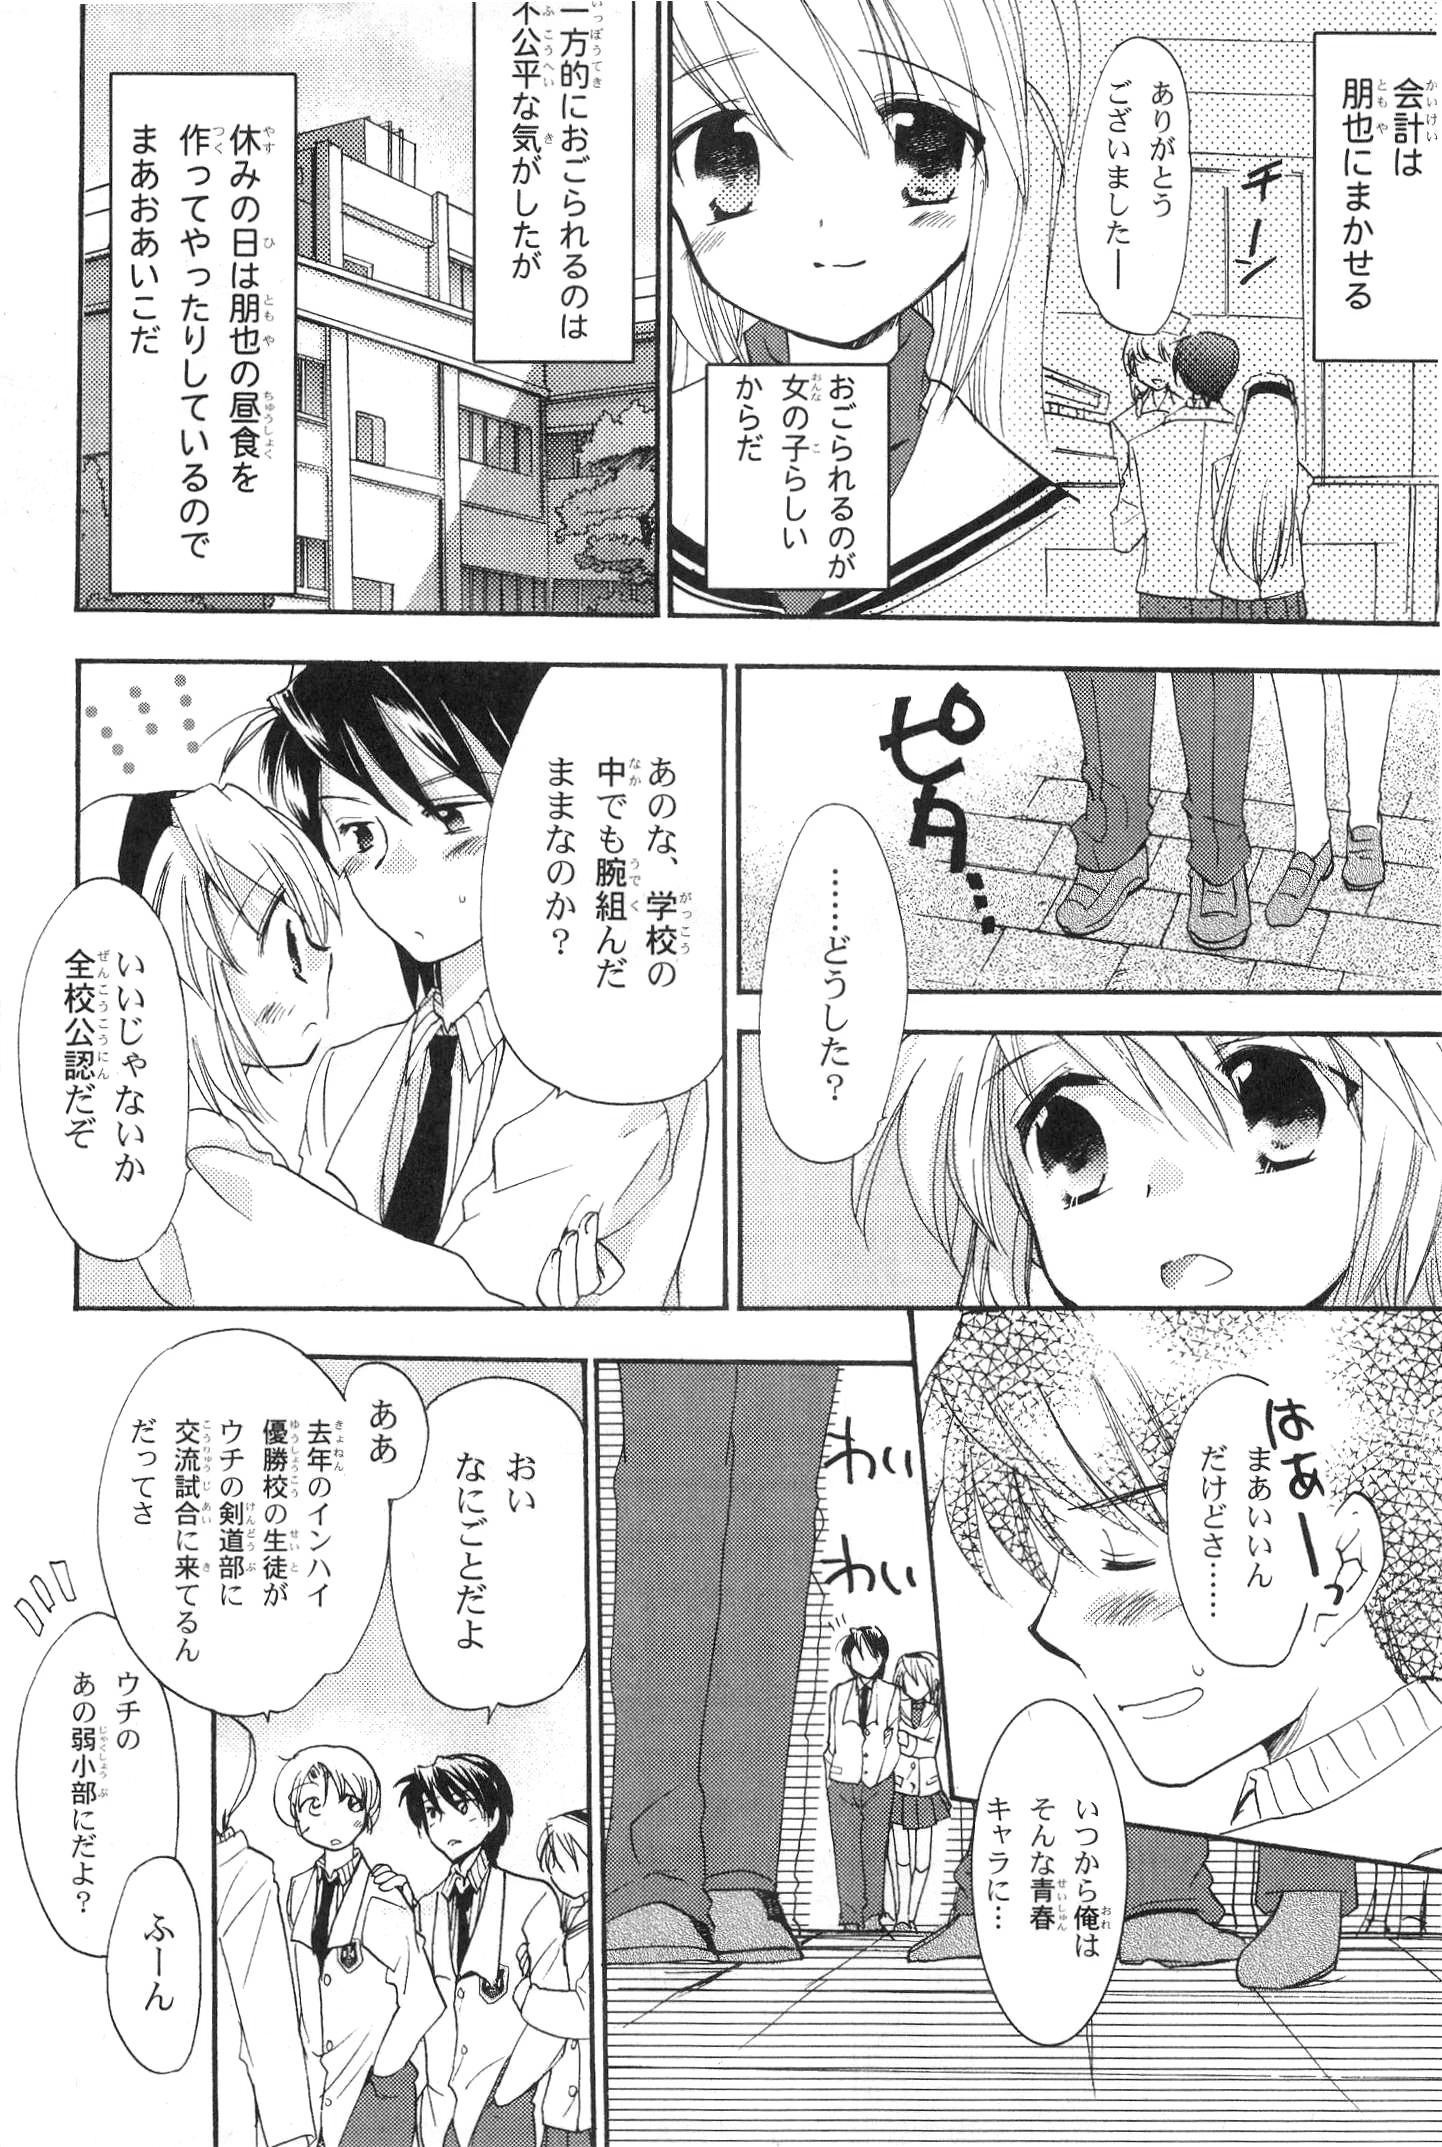 会計は
朋也にまかせる
チーン
ありがとう
ございましたー
おごられるのが
女の子らしい
からだ
一方的におごられるのは
不公平な気がしたが
休みの日は朋也の昼食を
作ってやったりしているので
まあおあいこだ
ピタ…
……どうした？
あのな、学校の
中でも腕組んだ
ままなのか？
いいじゃないか
全校公認だぞ
はあーっ
まあいいん
だけどさ……
いつから俺は
そんな青春
キャラに…
わい
わい
おい
なにごとだよ
ああ
去年のインハイ
優勝校の生徒が
ウチの剣道部に
交流試合に来てるん
だってさ
ウチの
あの弱小部にだよ？
ふーん